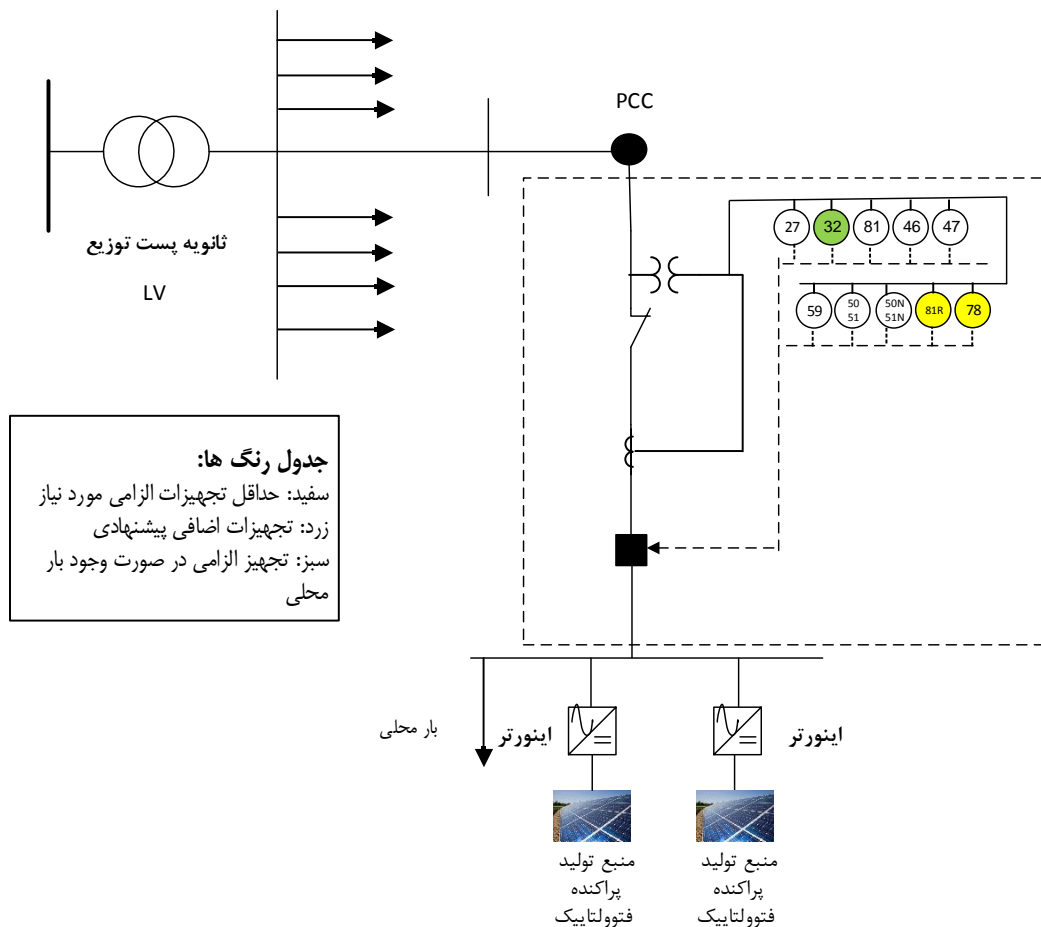 PCC
27
32
81
46
47
59
50
51
50N
51N
81R
78
ثانویه پست توزیع
LV
جدول رنگ ها:
سفید: حداقل تجهیزات الزامی مورد نیاز
زرد: تجهیزات اضافی پیشنهادی
سبز: تجهیز الزامی در صورت وجود بار
محلی
بار محلی
اینورتر
اینورتر
منبع تولید
پراکنده
فتوولتاییک
منبع تولید
پراکنده
فتوولتاییک